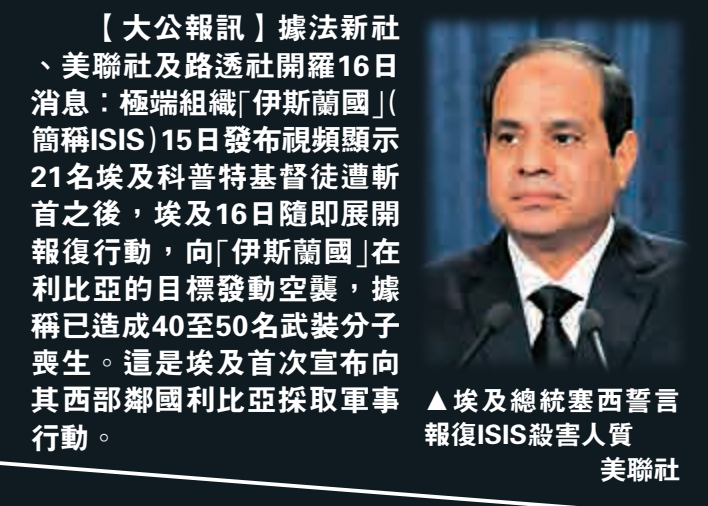 【大公報訊】據法新社
、美聯社及路透社開羅16日
消息：極端組織「伊斯蘭國」(
簡稱ISIS)15日發布視頻顯示
21名埃及科普特基督徒遭斬
首之後，埃及16日隨即展開
報復行動，向「伊斯蘭國」在
利比亞的目標發動空襲，據
稱已造成40至50名武裝分子
喪生。這是埃及首次宣布向
其西部鄰國利比亞採取軍事
行動。
▲埃及總統塞西誓言
報復ISIS殺害人質
美聯社